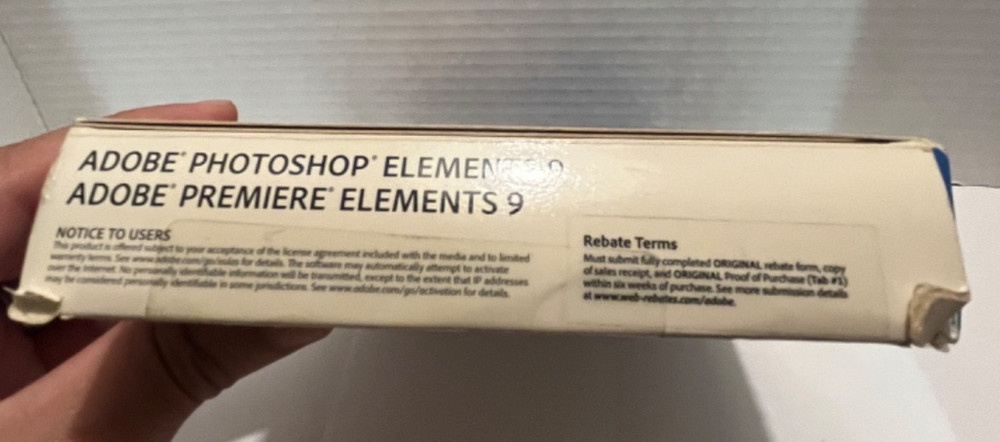 ADOBE® PHOTOSHOP® ELEMENTS 9
ADOBE® PREMIERE® ELEMENTS 9
NOTICE TO USERS
This product is offered subject to your acceptance of the license agreement included with the media and to limited
warranty terms. See www.adobe.com/go/eulas for details. The software may automatically attempt to activate
over the Internet. No personally identifiable information will be transmitted, except to the extent that IP addresses
may be considered personally identifiable in some jurisdictions. See www.adobe.com/go/activation for details.
Rebate Terms
Must submit fully completed ORIGINAL rebate form, copy
of sales receipt, and ORIGINAL Proof of Purchase (Tab #1)
within six weeks of purchase. See more submission details
at www.web-rebates.com/adobe.